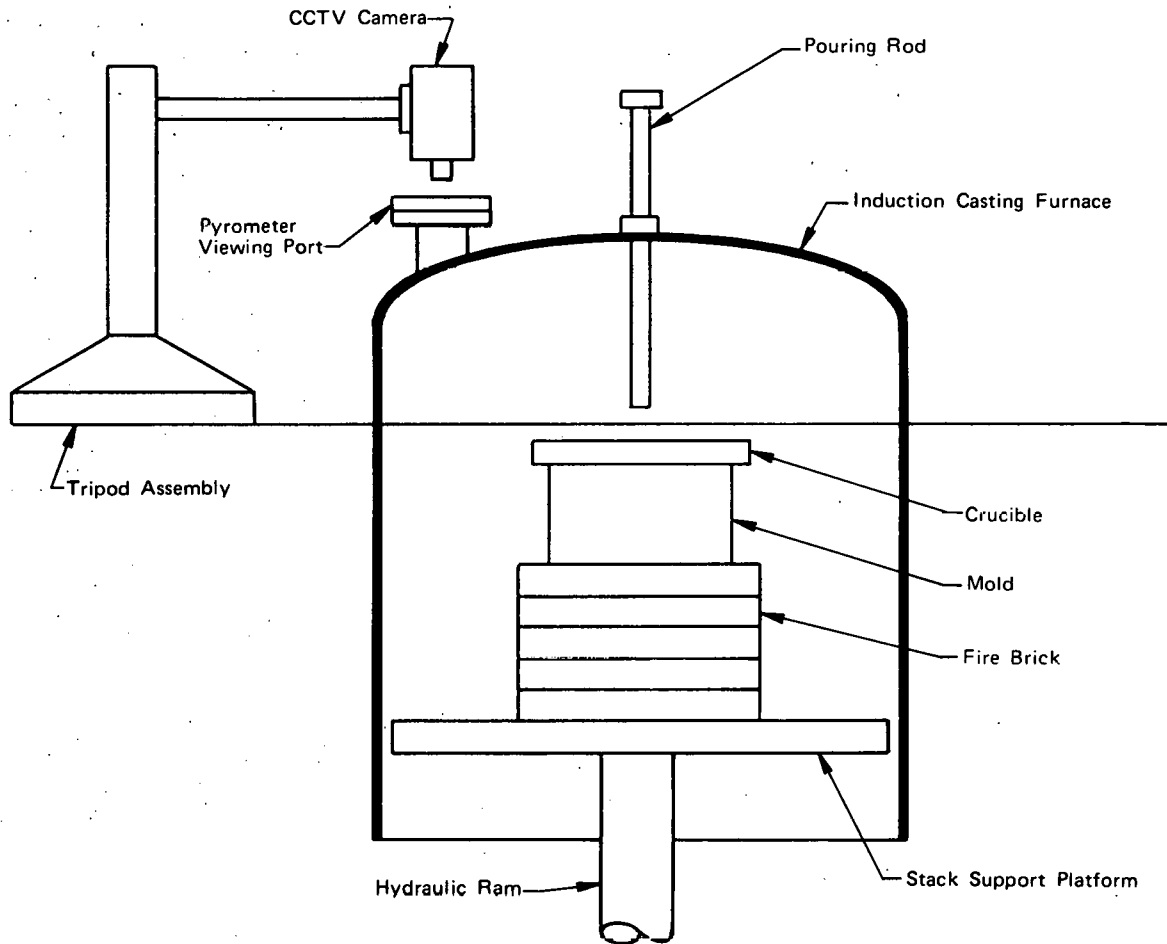 CCTV Camera
Pouring Rod
Induction Casting Furnace
Pyrometer
Viewing Port
Tripod Assembly
Crucible
Mold
Fire Brick
Stack Support Platform
Hydraulic Ram